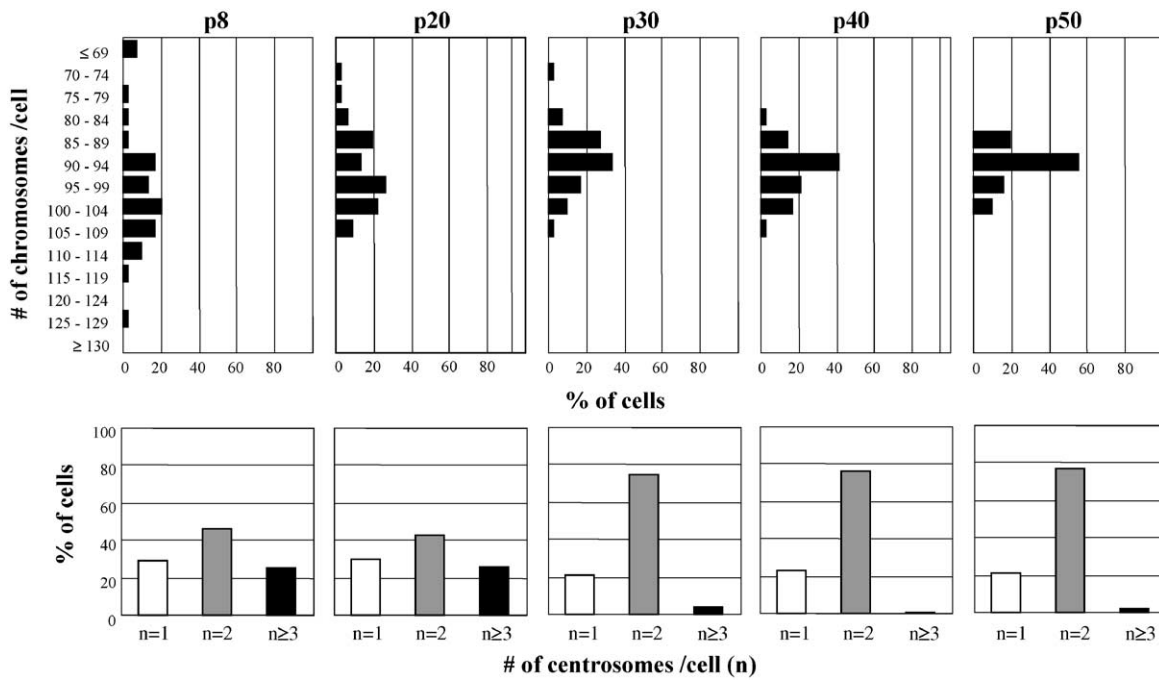 p8 p20 p30 p40 p50
# of chromosomes /cell
≤ 69
70 - 74
75 - 79
80 - 84
85 - 89
90 - 94
95 - 99
100 - 104
105 - 109
110 - 114
115 - 119
120 - 124
125 - 129
≥ 130
0 20 40 60 80 0 20 40 60 80 0 20 40 60 80 0 20 40 60 80 0 20 40 60 80
% of cells
% of cells
100
80
60
40
20
0
n=1 n=2 n≥3 n=1 n=2 n≥3 n=1 n=2 n≥3 n=1 n=2 n≥3 n=1 n=2 n≥3
# of centrosomes /cell (n)